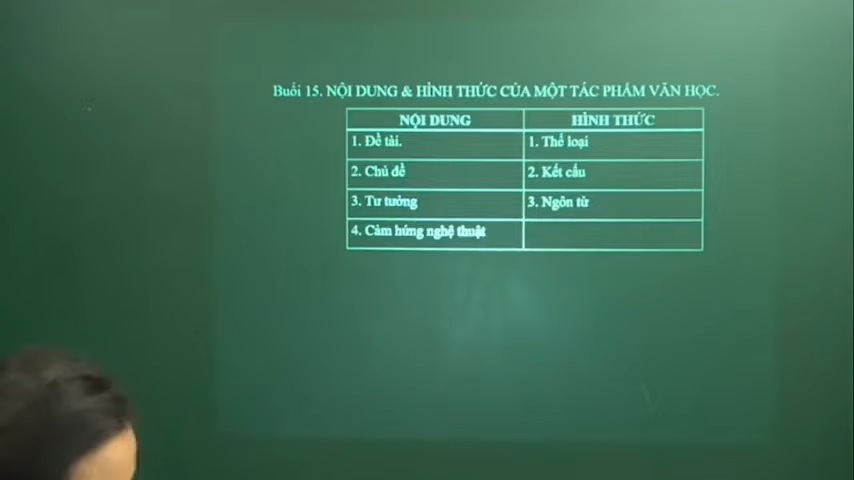 Buổi 15. NỘI DUNG & HÌNH THỨC CỦA MỘT TÁC PHẨM VĂN HỌC.
NỘI DUNG HÌNH THỨC
1. Đề tài. 1. Thể loại
2. Chủ đề 2. Kết cấu
3. Tư tưởng 3. Ngôn từ
4. Cảm hứng nghệ thuật